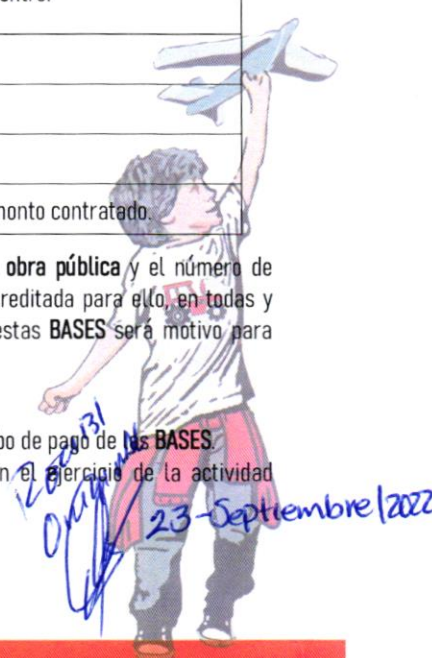 monto contratado.
obra pública y el número de
reditada para ello, en todas y
estas BASES será motivo para
po de pago de las BASES.
n el ejercicio de la actividad
Recibí
Original
23-Septiembre/2022